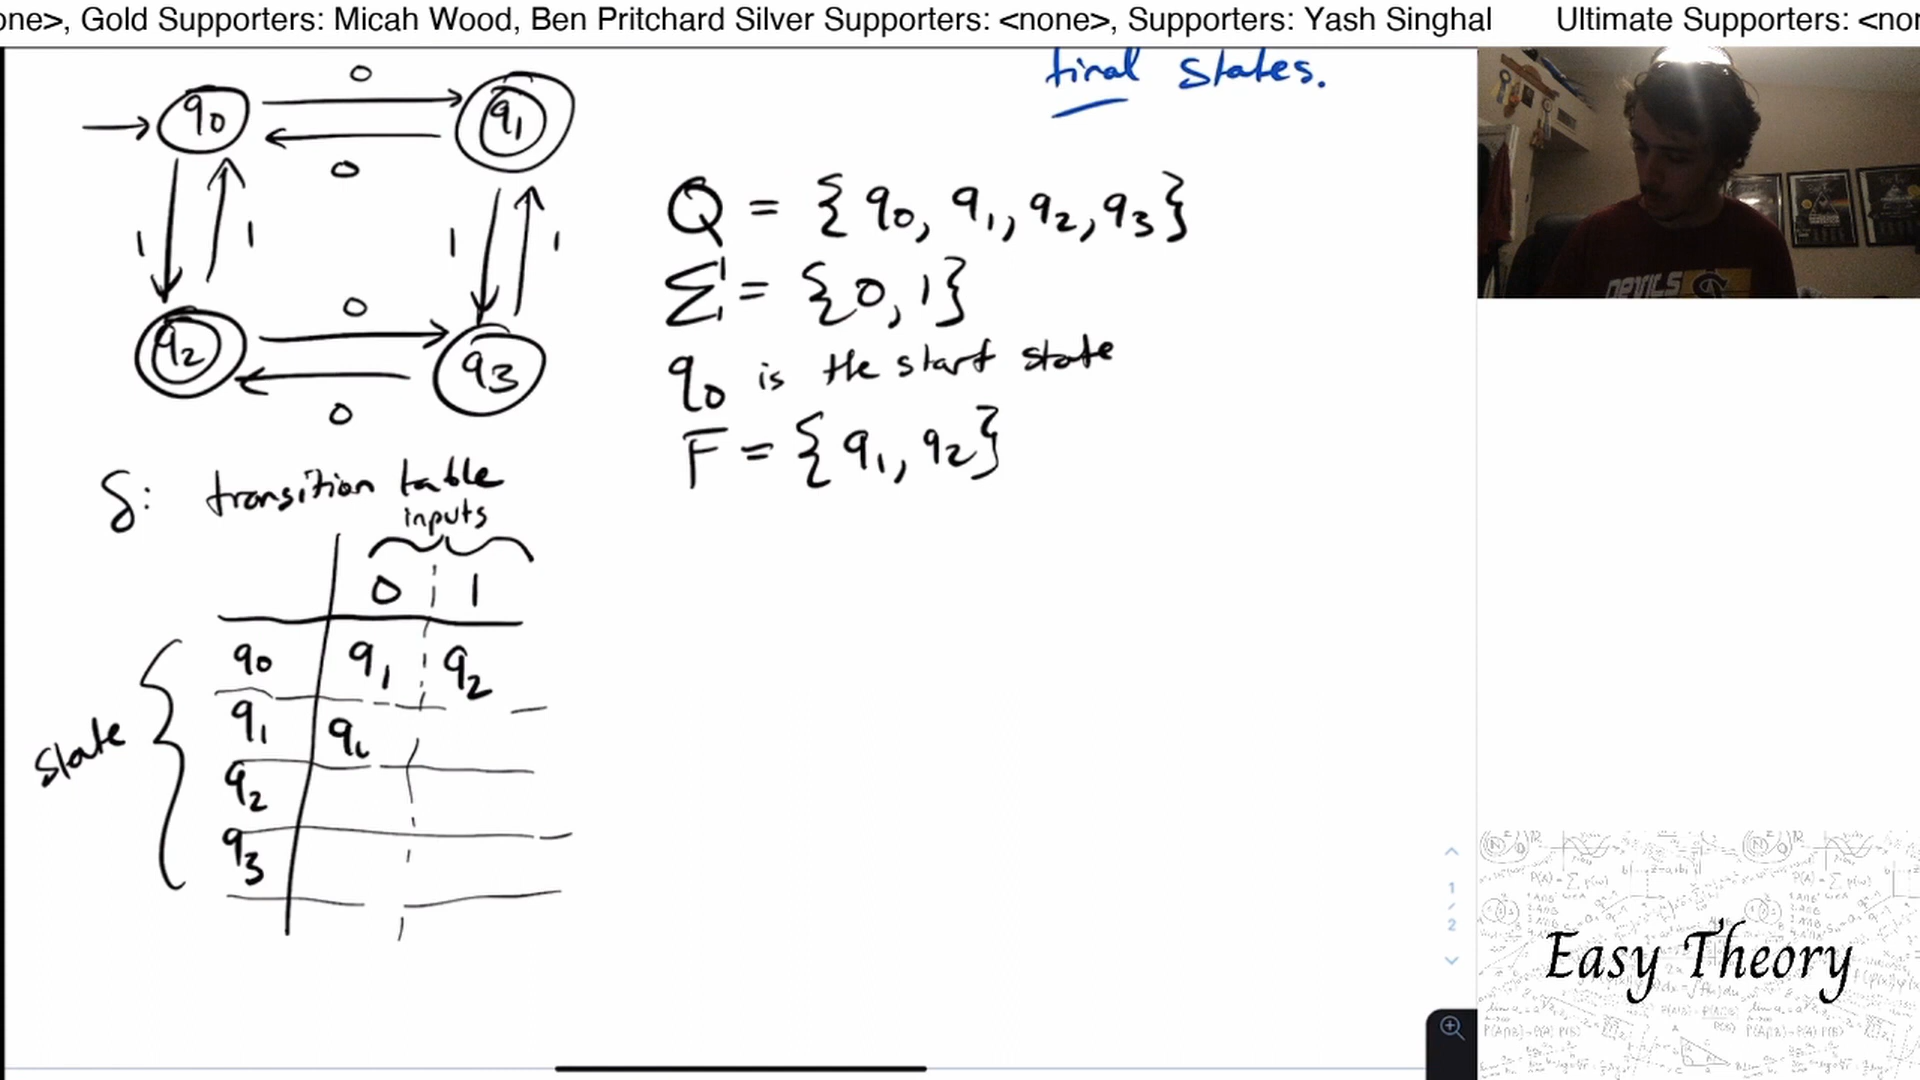 one>, Gold Supporters: Micah Wood, Ben Pritchard Silver Supporters: <none>, Supporters: Yash Singhal Ultimate Supporters: <nor
final states.
0
q0 q1
0
1 1 1 1
0
q2 q3
0
Q = { q0, q1, q2, q3 }
Σ = { 0, 1 }
q0 is the start state
F = { q1, q2 }
δ: transition table
inputs
0 1
q0 q1 q2
q1
q2
q3
state
DEVILS
1
2
Easy Theory